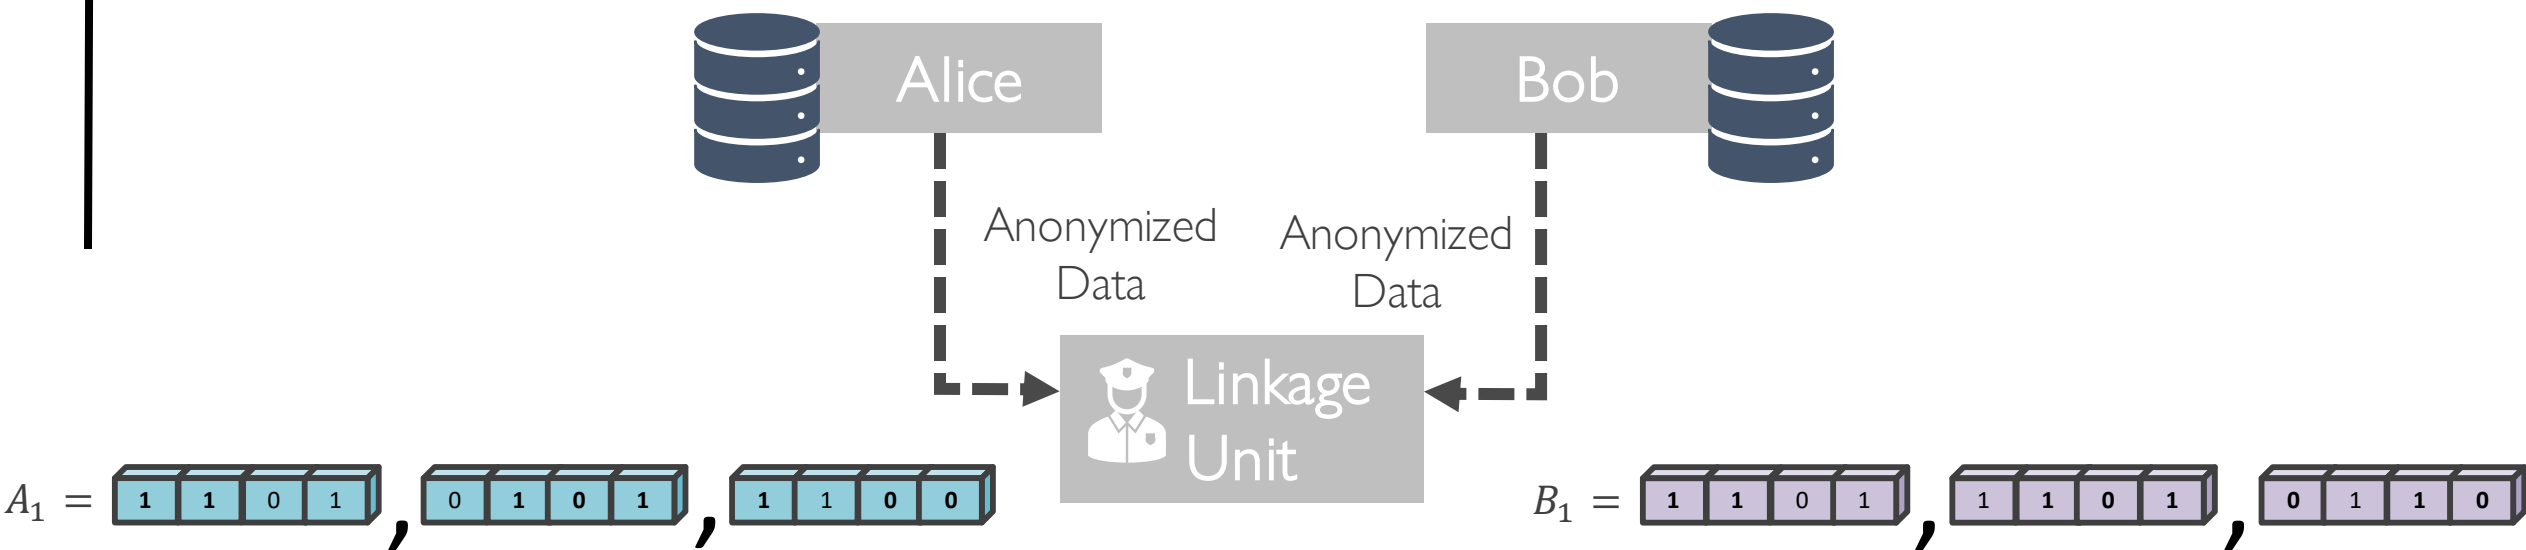 Alice
Bob
Anonymized
Data
Anonymized
Data
Linkage
Unit
A₁ = 1 1 0 1 , 0 1 0 1 , 1 1 0 0
B₁ = 1 1 0 1 , 1 1 0 1 , 0 1 1 0